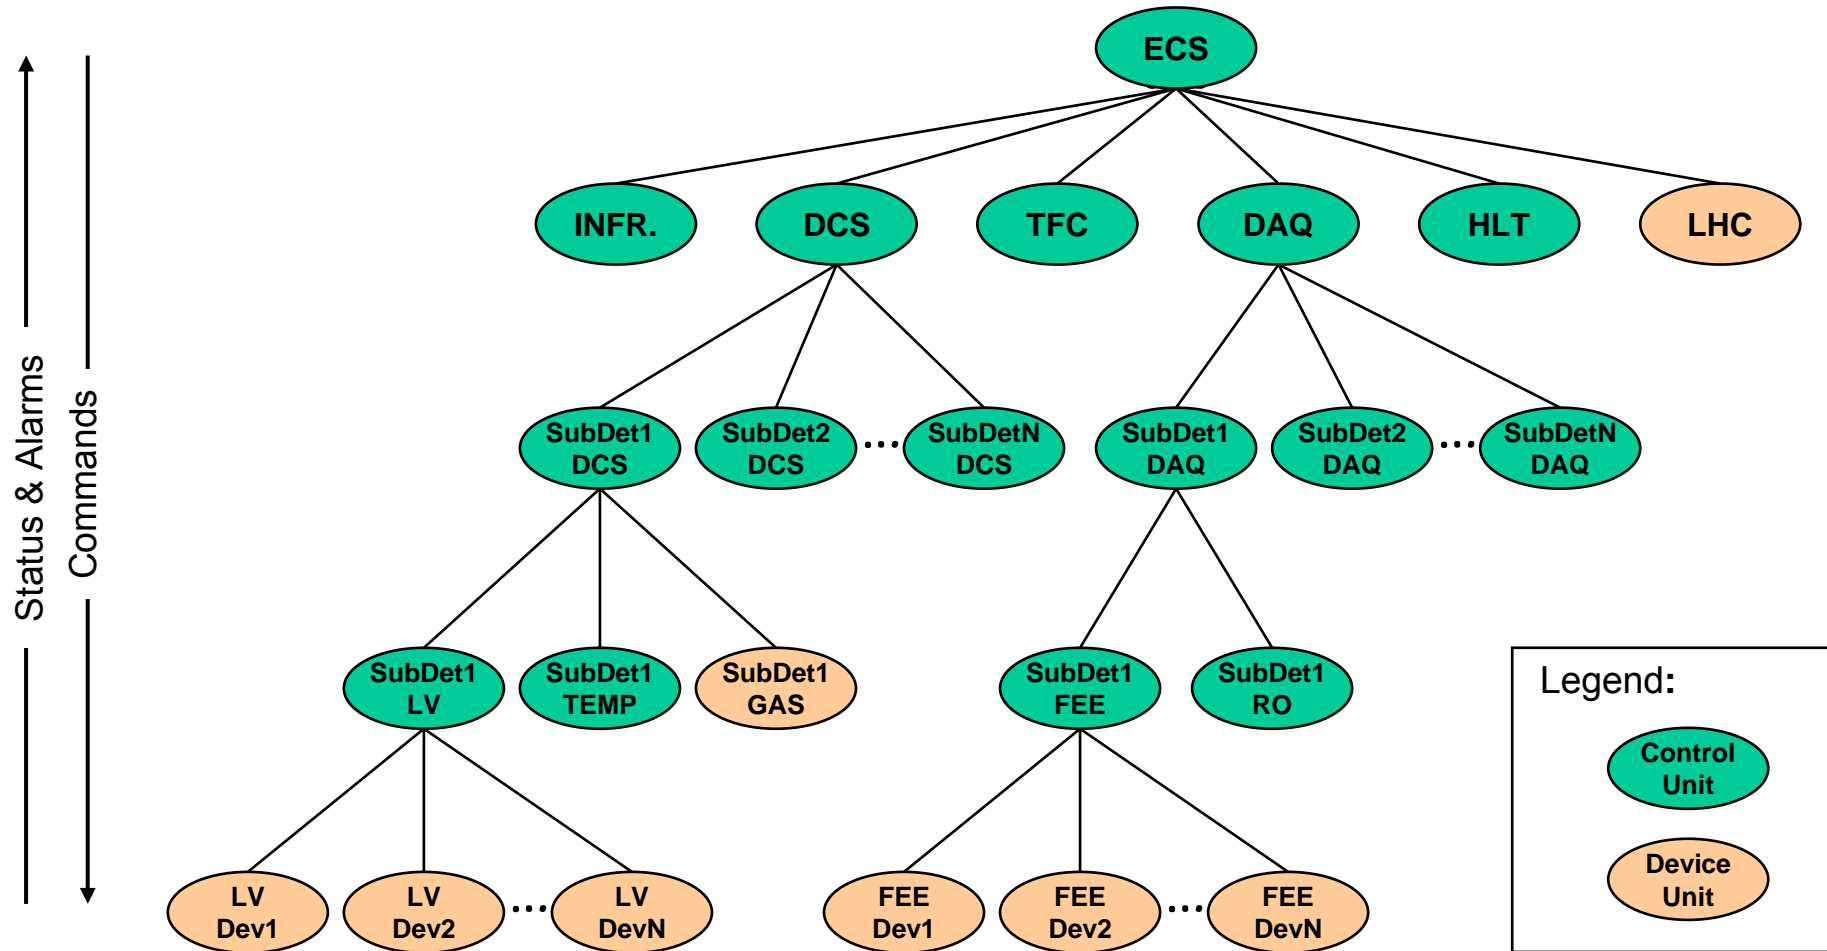 ECS
INFR.
DCS
TFC
DAQ
HLT
LHC
Status & Alarms
Commands
SubDet1
DCS
SubDet2
DCS
...
SubDetN
DCS
SubDet1
DAQ
SubDet2
DAQ
...
SubDetN
DAQ
SubDet1
LV
SubDet1
TEMP
SubDet1
GAS
SubDet1
FEE
SubDet1
RO
LV
Dev1
LV
Dev2
...
LV
DevN
FEE
Dev1
FEE
Dev2
...
FEE
DevN
Legend:
Control
Unit
Device
Unit